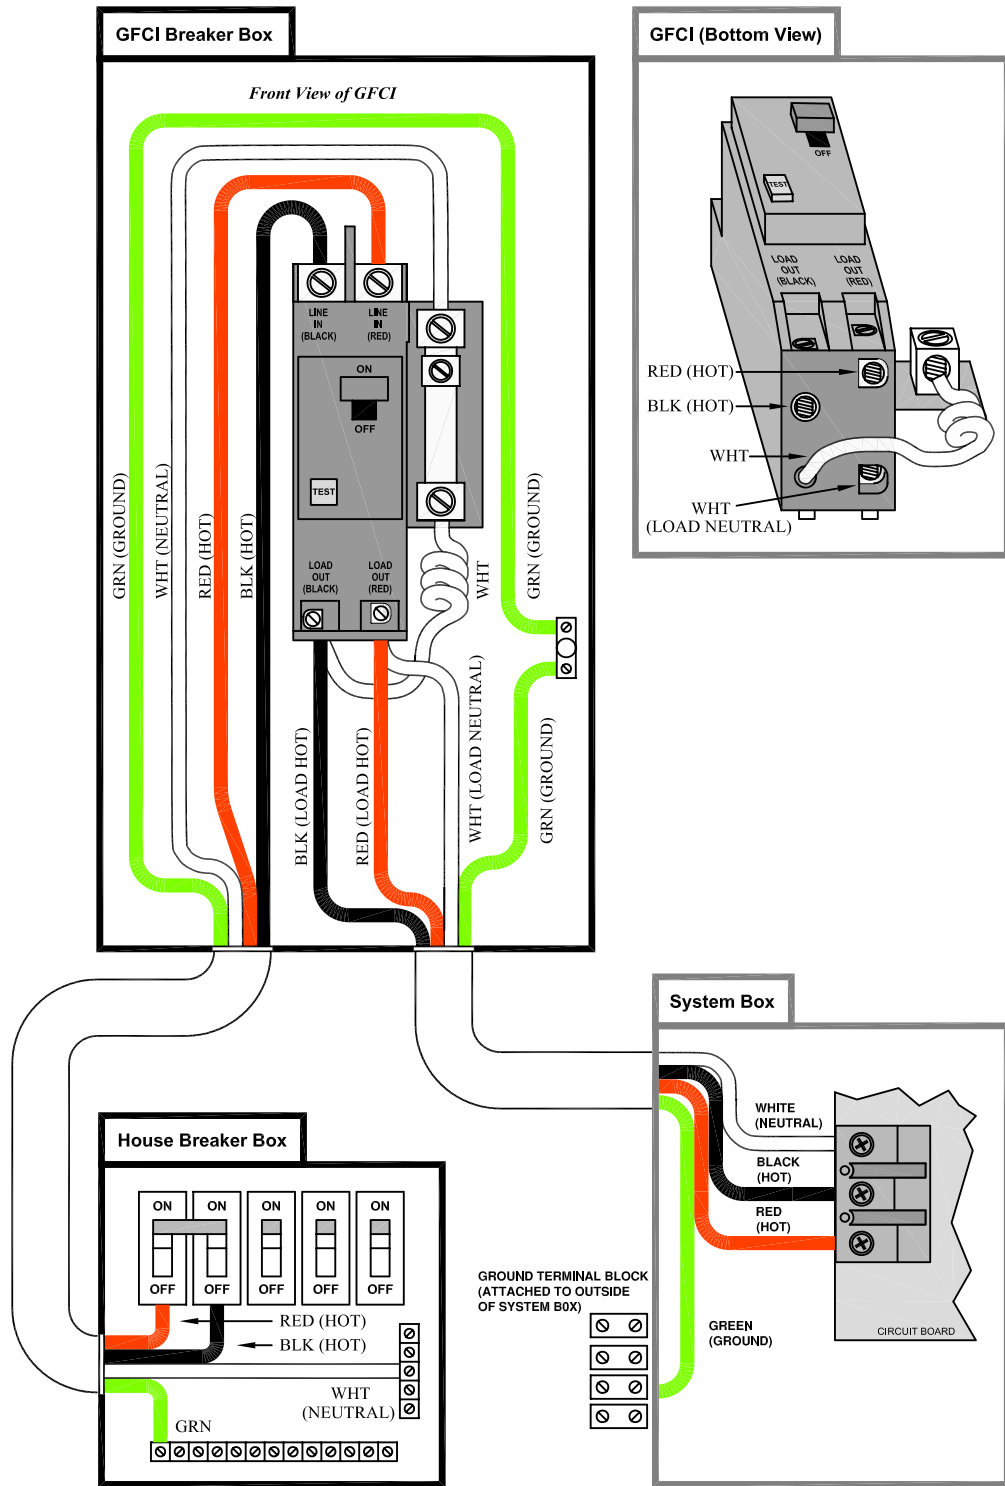 GFCI Breaker Box
Front View of GFCI
LINE
IN
(BLACK)
LINE
IN
(RED)
ON
OFF
TEST
LOAD
OUT
(BLACK)
LOAD
OUT
(RED)
GRN (GROUND)
WHT (NEUTRAL)
RED (HOT)
BLK (HOT)
WHT
GRN (GROUND)
BLK (LOAD HOT)
RED (LOAD HOT)
WHT (LOAD NEUTRAL)
GRN (GROUND)
GFCI (Bottom View)
OFF
TEST
LOAD
OUT
(BLACK)
LOAD
OUT
(RED)
RED (HOT)
BLK (HOT)
WHT
WHT
(LOAD NEUTRAL)
House Breaker Box
ON
ON
ON
ON
ON
OFF
OFF
OFF
OFF
OFF
RED (HOT)
BLK (HOT)
WHT
(NEUTRAL)
GRN
System Box
WHITE
(NEUTRAL)
BLACK
(HOT)
RED
(HOT)
GROUND TERMINAL BLOCK
(ATTACHED TO OUTSIDE
OF SYSTEM B0X)
GREEN
(GROUND)
CIRCUIT BOARD